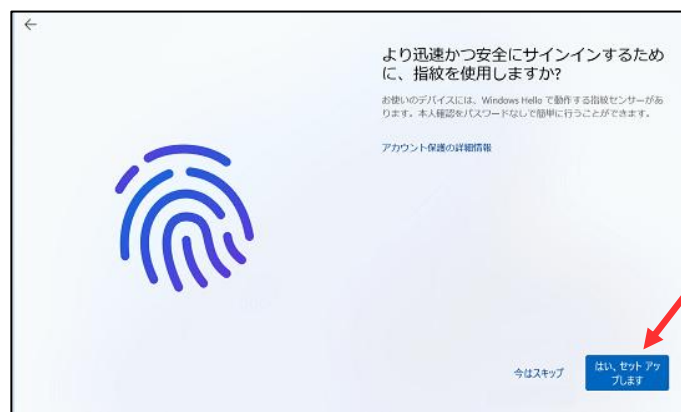 より迅速かつ安全にサインインするため
に、指紋を使用しますか?
お使いのデバイスには、Windows Hello で動作する指紋センサーがあ
ります。本人確認をパスワードなしで簡単に行うことができます。
アカウント保護の詳細情報
今はスキップ
はい、セット アッ
プします